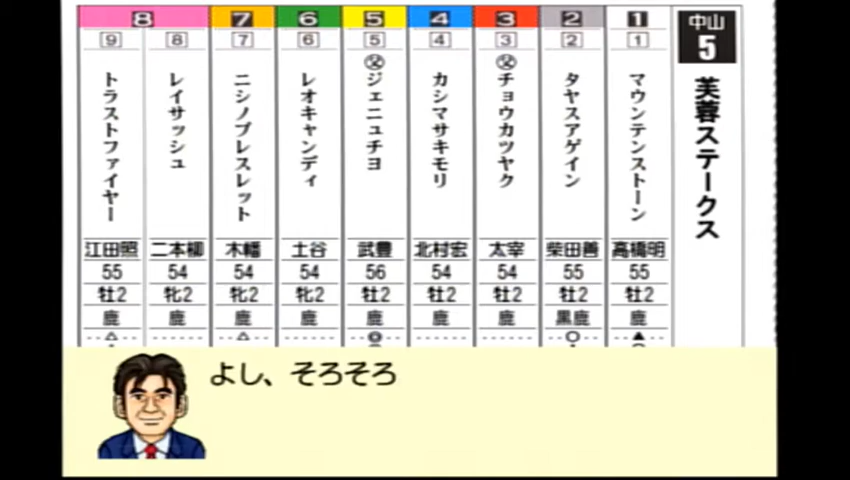 中山
5
芙蓉ステークス
1
1
マウンテンストーン
高橋明
55
牡2
鹿
▲
2
2
タヤスアゲイン
柴田善
55
牡2
黒鹿
○
3
3
父
チョウカツヤク
太宰
54
牡2
鹿
4
4
カシマサキモリ
北村宏
54
牡2
鹿
5
5
父
ジェニュチヨ
武豊
56
牡2
鹿
◎
6
6
レオキャンディ
土谷
54
牝2
鹿
7
7
ニシノブレスレット
木幡
54
牝2
鹿
△
8
8
レイサッシュ
二本柳
54
牝2
鹿
9
トラストファイヤー
江田照
55
牡2
鹿
△
よし、そろそろ